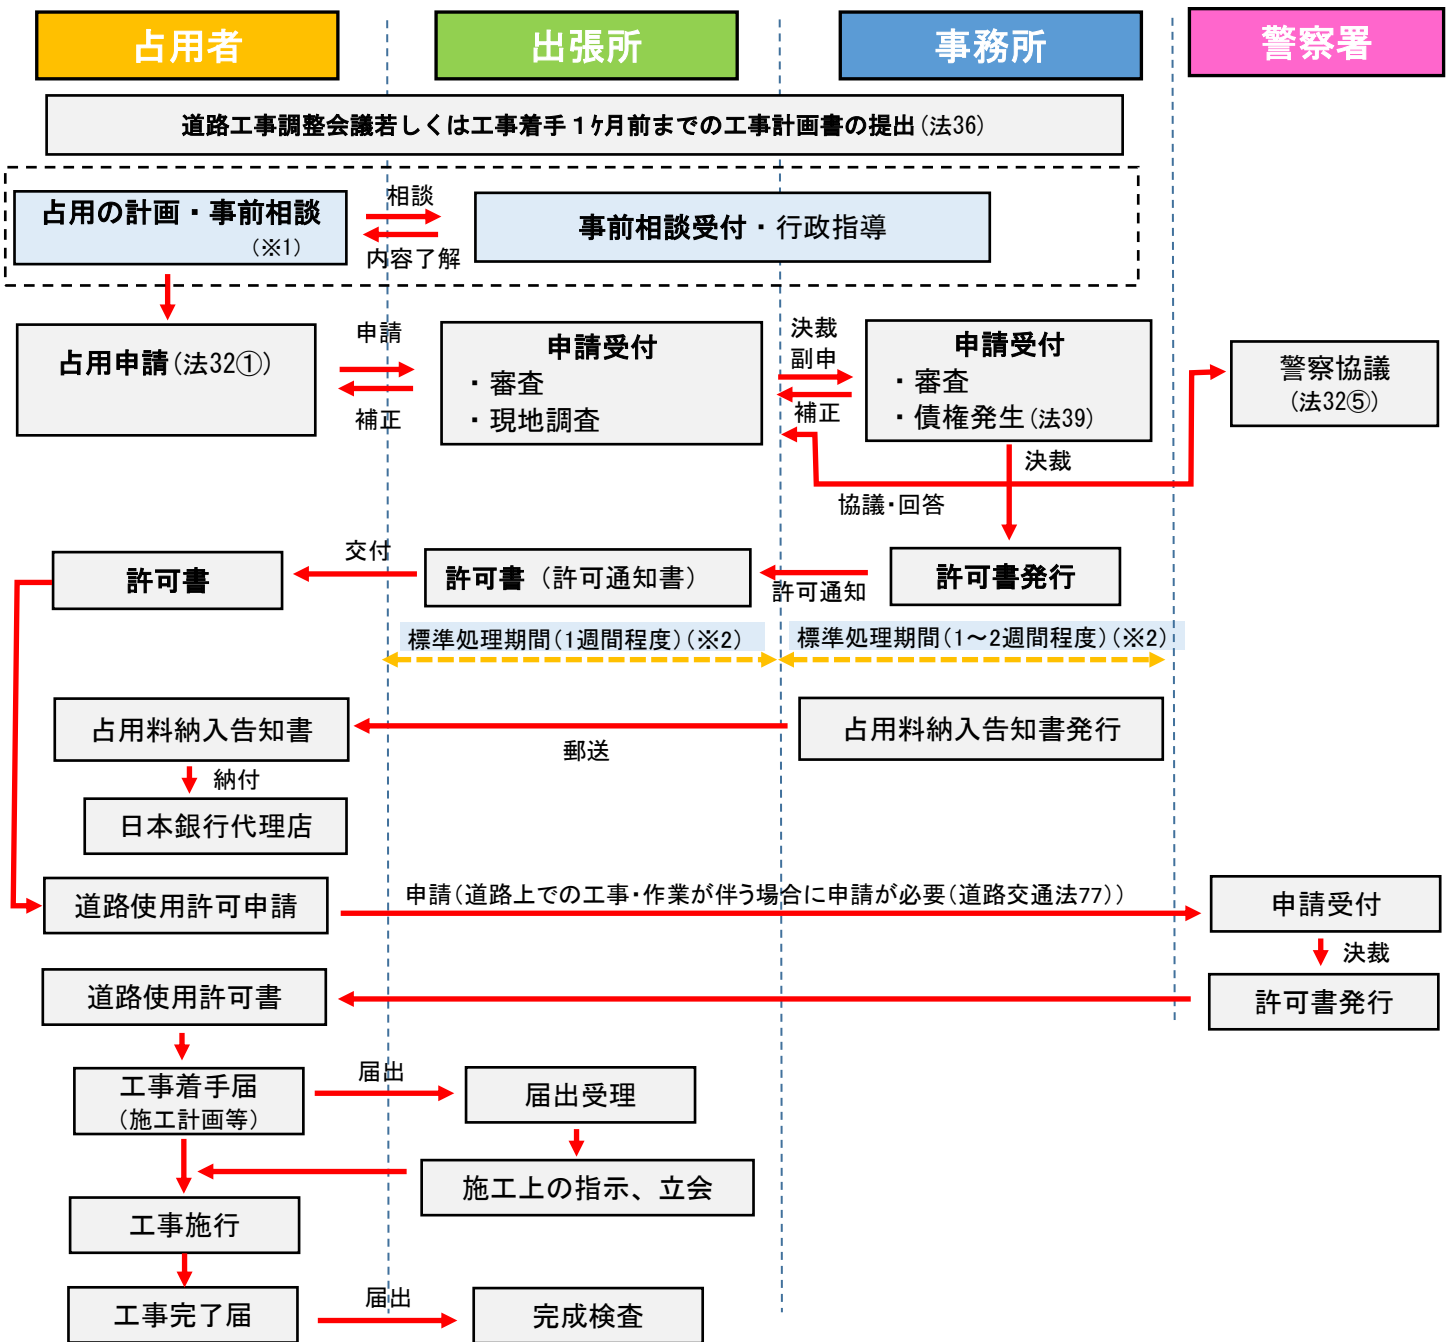 占用者
出張所
事務所
警察署
道路工事調整会議若しくは工事着手1ケ月前までの工事計画書の提出(法36)
占用の計画・事前相談
(※1)
相談
内容了解
事前相談受付・行政指導
占用申請(法32①)
申請
補正
申請受付
・審査
・現地調査
決裁
副申
補正
申請受付
・審査
・債権発生(法39)
警察協議
(法32⑤)
決裁
協議・回答
許可書
交付
許可書（許可通知書）
許可通知
許可書発行
標準処理期間(1週間程度)(※2)
標準処理期間(1～2週間程度)(※2)
占用料納入告知書
郵送
占用料納入告知書発行
納付
日本銀行代理店
道路使用許可申請
申請(道路上での工事・作業が伴う場合に申請が必要(道路交通法77))
申請受付
決裁
道路使用許可書
許可書発行
工事着手届
(施工計画等)
届出
届出受理
施工上の指示、立会
工事施行
工事完了届
届出
完成検査